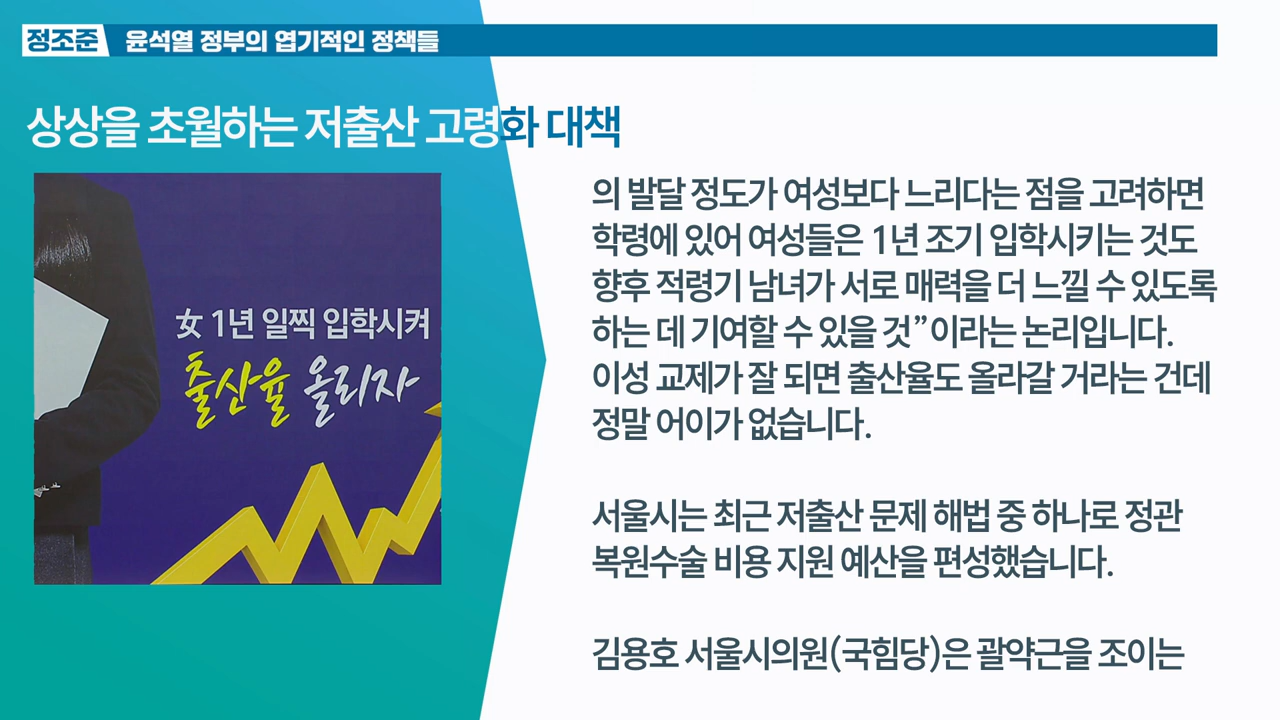 정조준
윤석열 정부의 엽기적인 정책들
상상을 초월하는 저출산 고령화 대책
女 1년 일찍 입학시켜
출산율 올리자
의 발달 정도가 여성보다 느리다는 점을 고려하면
학령에 있어 여성들은 1년 조기 입학시키는 것도
향후 적령기 남녀가 서로 매력을 더 느낄 수 있도록
하는 데 기여할 수 있을 것”이라는 논리입니다.
이성 교제가 잘 되면 출산율도 올라갈 거라는 건데
정말 어이가 없습니다.
서울시는 최근 저출산 문제 해법 중 하나로 정관
복원수술 비용 지원 예산을 편성했습니다.
김용호 서울시의원(국힘당)은 괄약근을 조이는